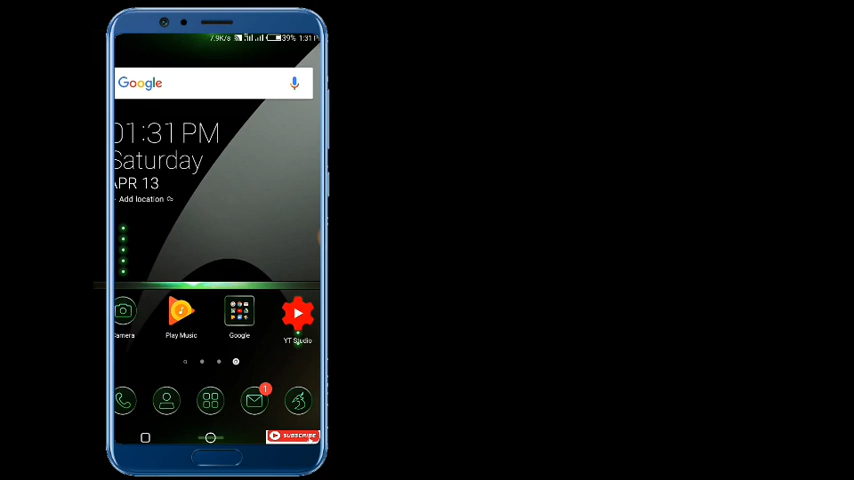 7.9K/s 39% 1:31 P
Google
01:31 PM
Saturday
APR 13
Add location
Camera
Play Music
Google
YT Studio
1
SUBSCRIBE